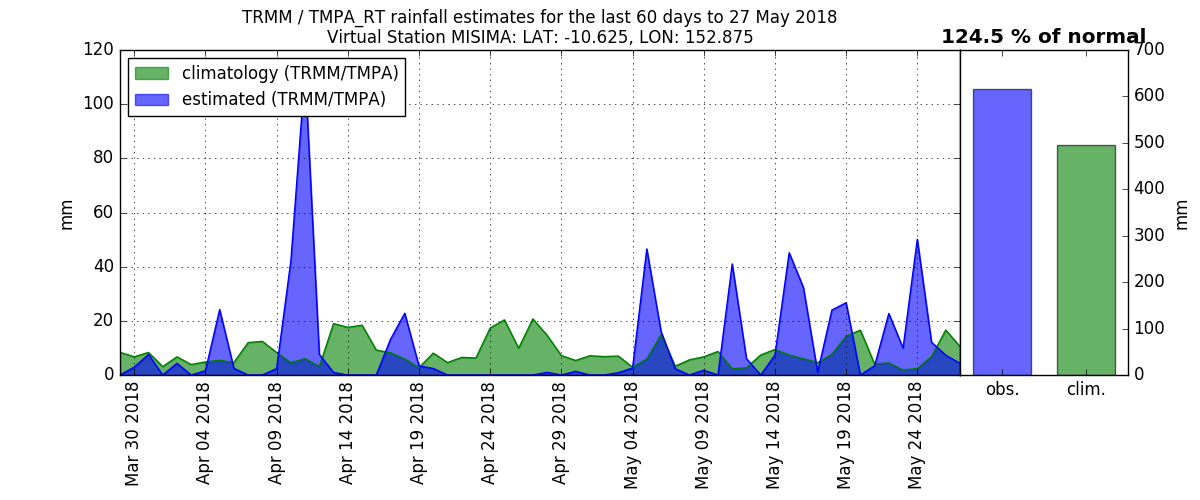 TRMM / TMPA_RT rainfall estimates for the last 60 days to 27 May 2018
Virtual Station MISIMA: LAT: -10.625, LON: 152.875
124.5 % of normal
climatology (TRMM/TMPA)
estimated (TRMM/TMPA)
120
100
80
60
40
20
0
mm
Mar 30 2018
Apr 04 2018
Apr 09 2018
Apr 14 2018
Apr 19 2018
Apr 24 2018
Apr 29 2018
May 04 2018
May 09 2018
May 14 2018
May 19 2018
May 24 2018
obs.
clim.
700
600
500
400
300
200
100
0
mm